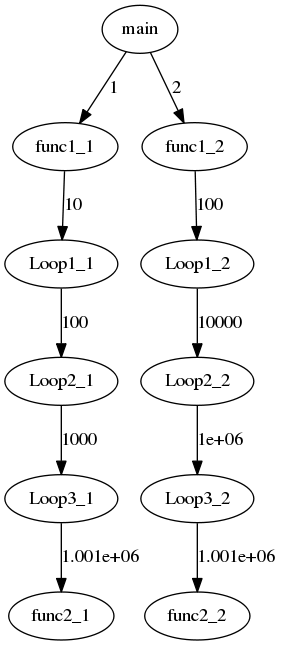 main
1 2
func1_1 func1_2
10 100
Loop1_1 Loop1_2
100 10000
Loop2_1 Loop2_2
1000 1e+06
Loop3_1 Loop3_2
1.001e+06 1.001e+06
func2_1 func2_2